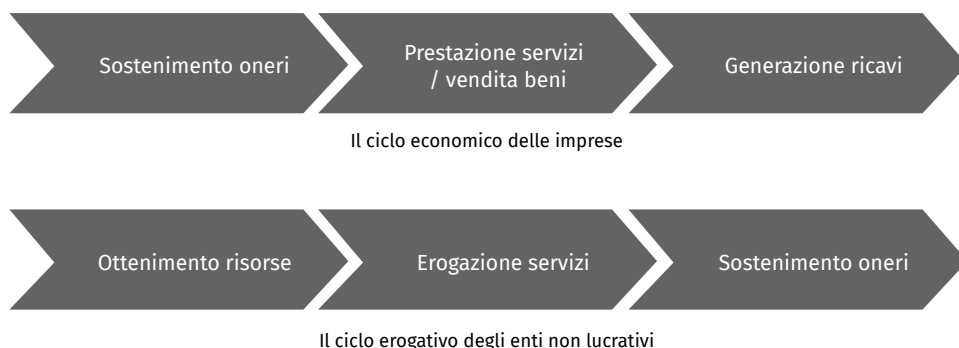 Sostenimento oneri
Prestazione servizi
/ vendita beni
Generazione ricavi
Il ciclo economico delle imprese
Ottenimento risorse
Erogazione servizi
Sostenimento oneri
Il ciclo erogativo degli enti non lucrativi